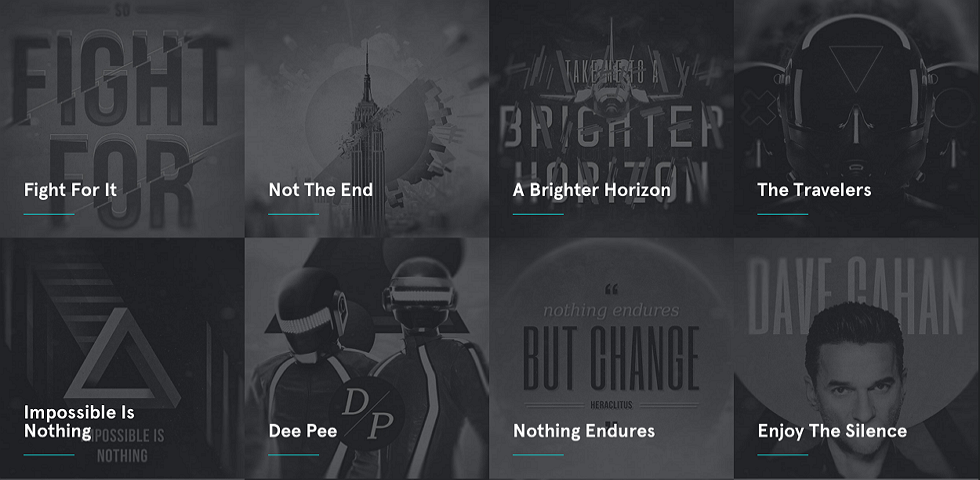 SO
FIGHT
FOR
Fight For It
Not The End
TAKE ME TO A
BRIGHTER
HORIZON
A Brighter Horizon
The Travelers
Impossible Is
Nothing
IMPOSSIBLE IS
NOTHING
D/P
Dee Pee
“
nothing endures
BUT CHANGE
HERACLITUS
Nothing Endures
DAVE GAHAN
Enjoy The Silence